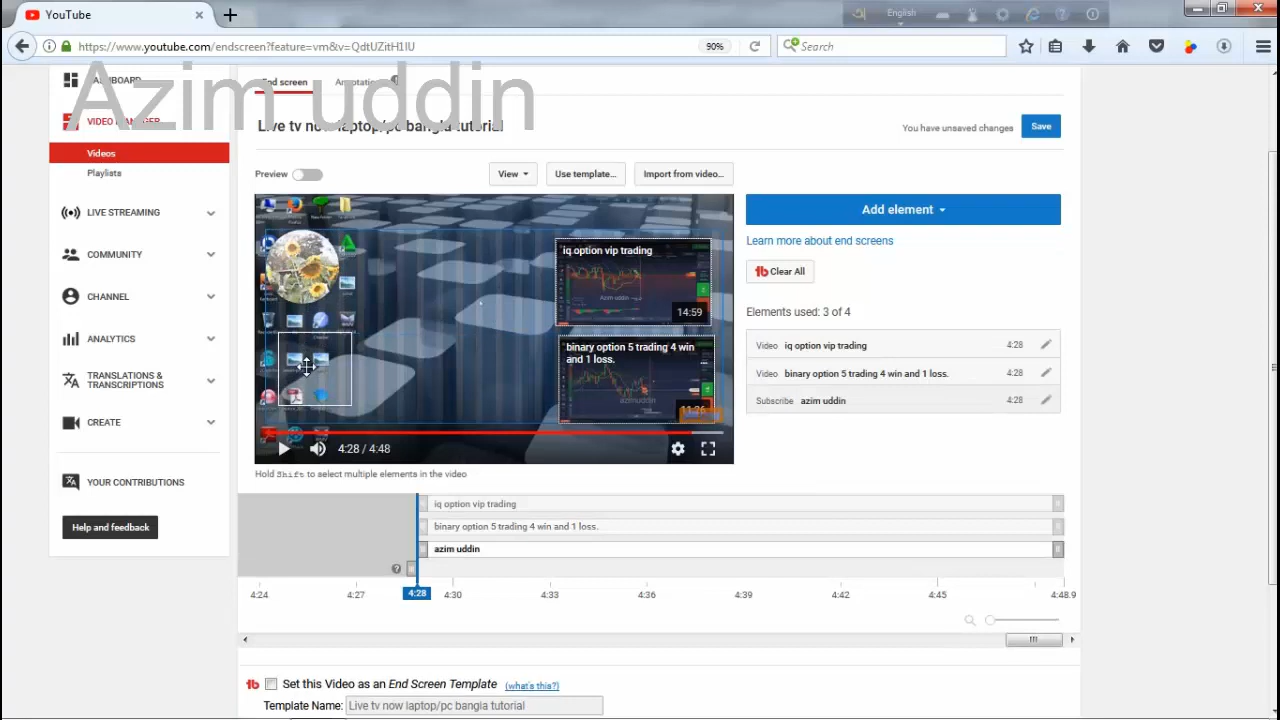 YouTube
English
https://www.youtube.com/endscreen?feature=vm&v=QdtUZitH1IU
90%
Search
DASHBOARD
End screen
Annotations
Azim uddin
VIDEO MANAGER
Live tv now laptop/pc bangla tutorial
You have unsaved changes
Save
Videos
Playlists
Preview
View
Use template...
Import from video...
LIVE STREAMING
Add element
COMMUNITY
Learn more about end screens
iq option vip trading
Clear All
CHANNEL
Azim uddin
14:59
Elements used: 3 of 4
ANALYTICS
Video iq option vip trading 4:28
binary option 5 trading 4 win
and 1 loss.
Video binary option 5 trading 4 win and 1 loss. 4:28
TRANSLATIONS &
TRANSCRIPTIONS
azimuddin
11:26
Subscribe azim uddin 4:28
CREATE
4:28 / 4:48
Hold Shift to select multiple elements in the video
YOUR CONTRIBUTIONS
iq option vip trading
Help and feedback
binary option 5 trading 4 win and 1 loss.
azim uddin
4:24
4:27
4:28
4:30
4:33
4:36
4:39
4:42
4:45
4:48.9
Set this Video as an End Screen Template (what's this?)
Template Name: Live tv now laptop/pc bangla tutorial